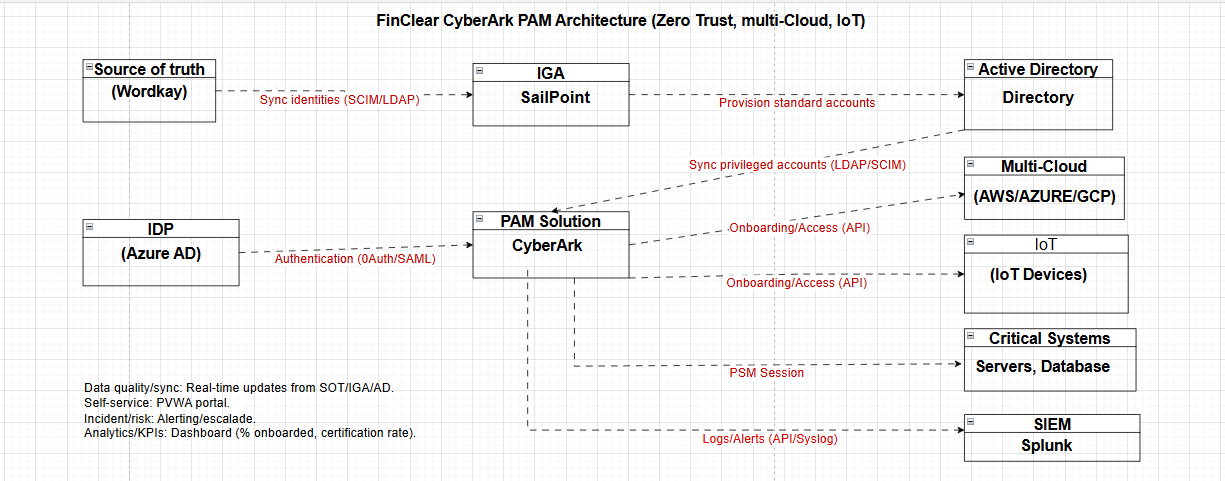 FinClear CyberArk PAM Architecture (Zero Trust, multi-Cloud, IoT)
Source of truth
(Wordkay)
Sync identities (SCIM/LDAP)
IGA
SailPoint
Provision standard accounts
Active Directory
Directory
Sync privileged accounts (LDAP/SCIM)
Multi-Cloud
(AWS/AZURE/GCP)
IDP
(Azure AD)
Authentication (0Auth/SAML)
PAM Solution
CyberArk
Onboarding/Access (API)
IoT
(IoT Devices)
Onboarding/Access (API)
Critical Systems
Servers, Database
PSM Session
SIEM
Splunk
Logs/Alerts (API/Syslog).
Data quality/sync: Real-time updates from SOT/IGA/AD.
Self-service: PVWA portal.
Incident/risk: Alerting/escalade.
Analytics/KPIs: Dashboard (% onboarded, certification rate).